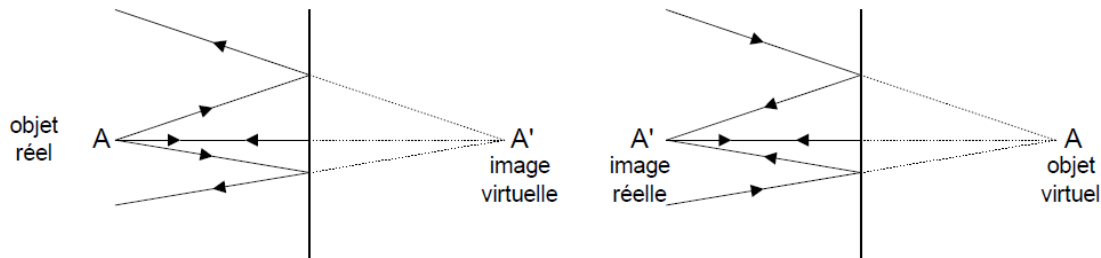 objet
réel
A
A'
image
virtuelle
A'
image
réelle
A
objet
virtuel